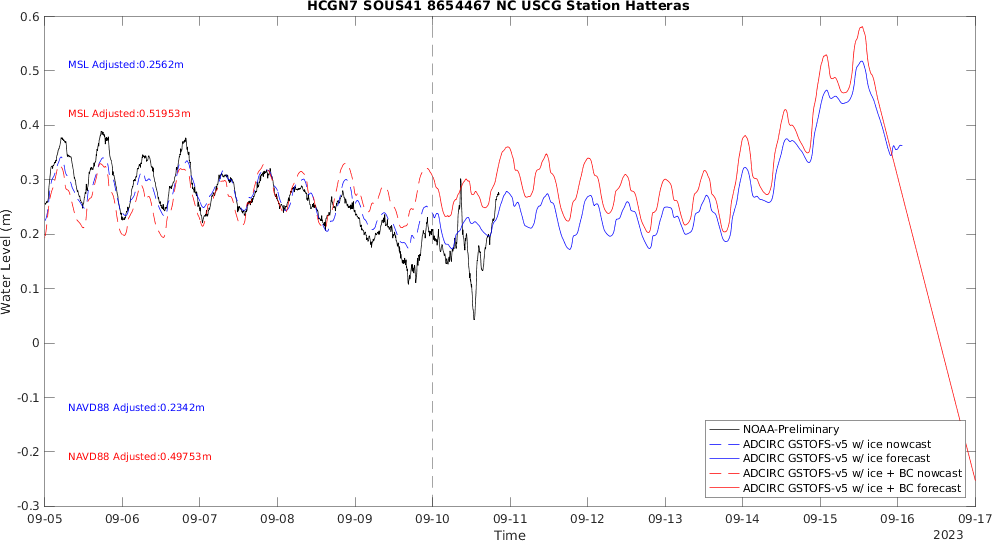 HCGN7 SOUS41 8654467 NC USCG Station Hatteras
0.6
0.5
0.4
0.3
0.2
0.1
0
-0.1
-0.2
-0.3
Water Level (m)
MSL Adjusted:0.2562m
MSL Adjusted:0.51953m
NAVD88 Adjusted:0.2342m
NAVD88 Adjusted:0.49753m
NOAA-Preliminary
ADCIRC GSTOFS-v5 w/ ice nowcast
ADCIRC GSTOFS-v5 w/ ice forecast
ADCIRC GSTOFS-v5 w/ ice + BC nowcast
ADCIRC GSTOFS-v5 w/ ice + BC forecast
09-05 09-06 09-07 09-08 09-09 09-10 09-11 09-12 09-13 09-14 09-15 09-16 09-17
Time
2023